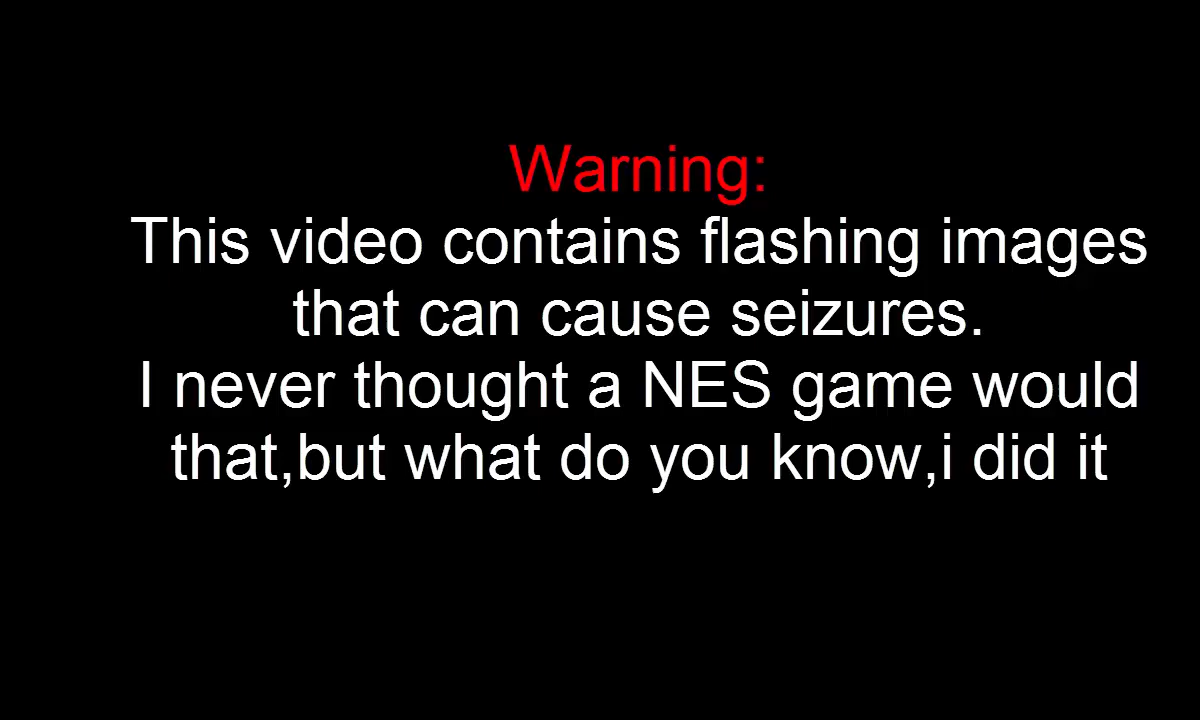 Warning:
This video contains flashing images
that can cause seizures.
I never thought a NES game would
that,but what do you know,i did it